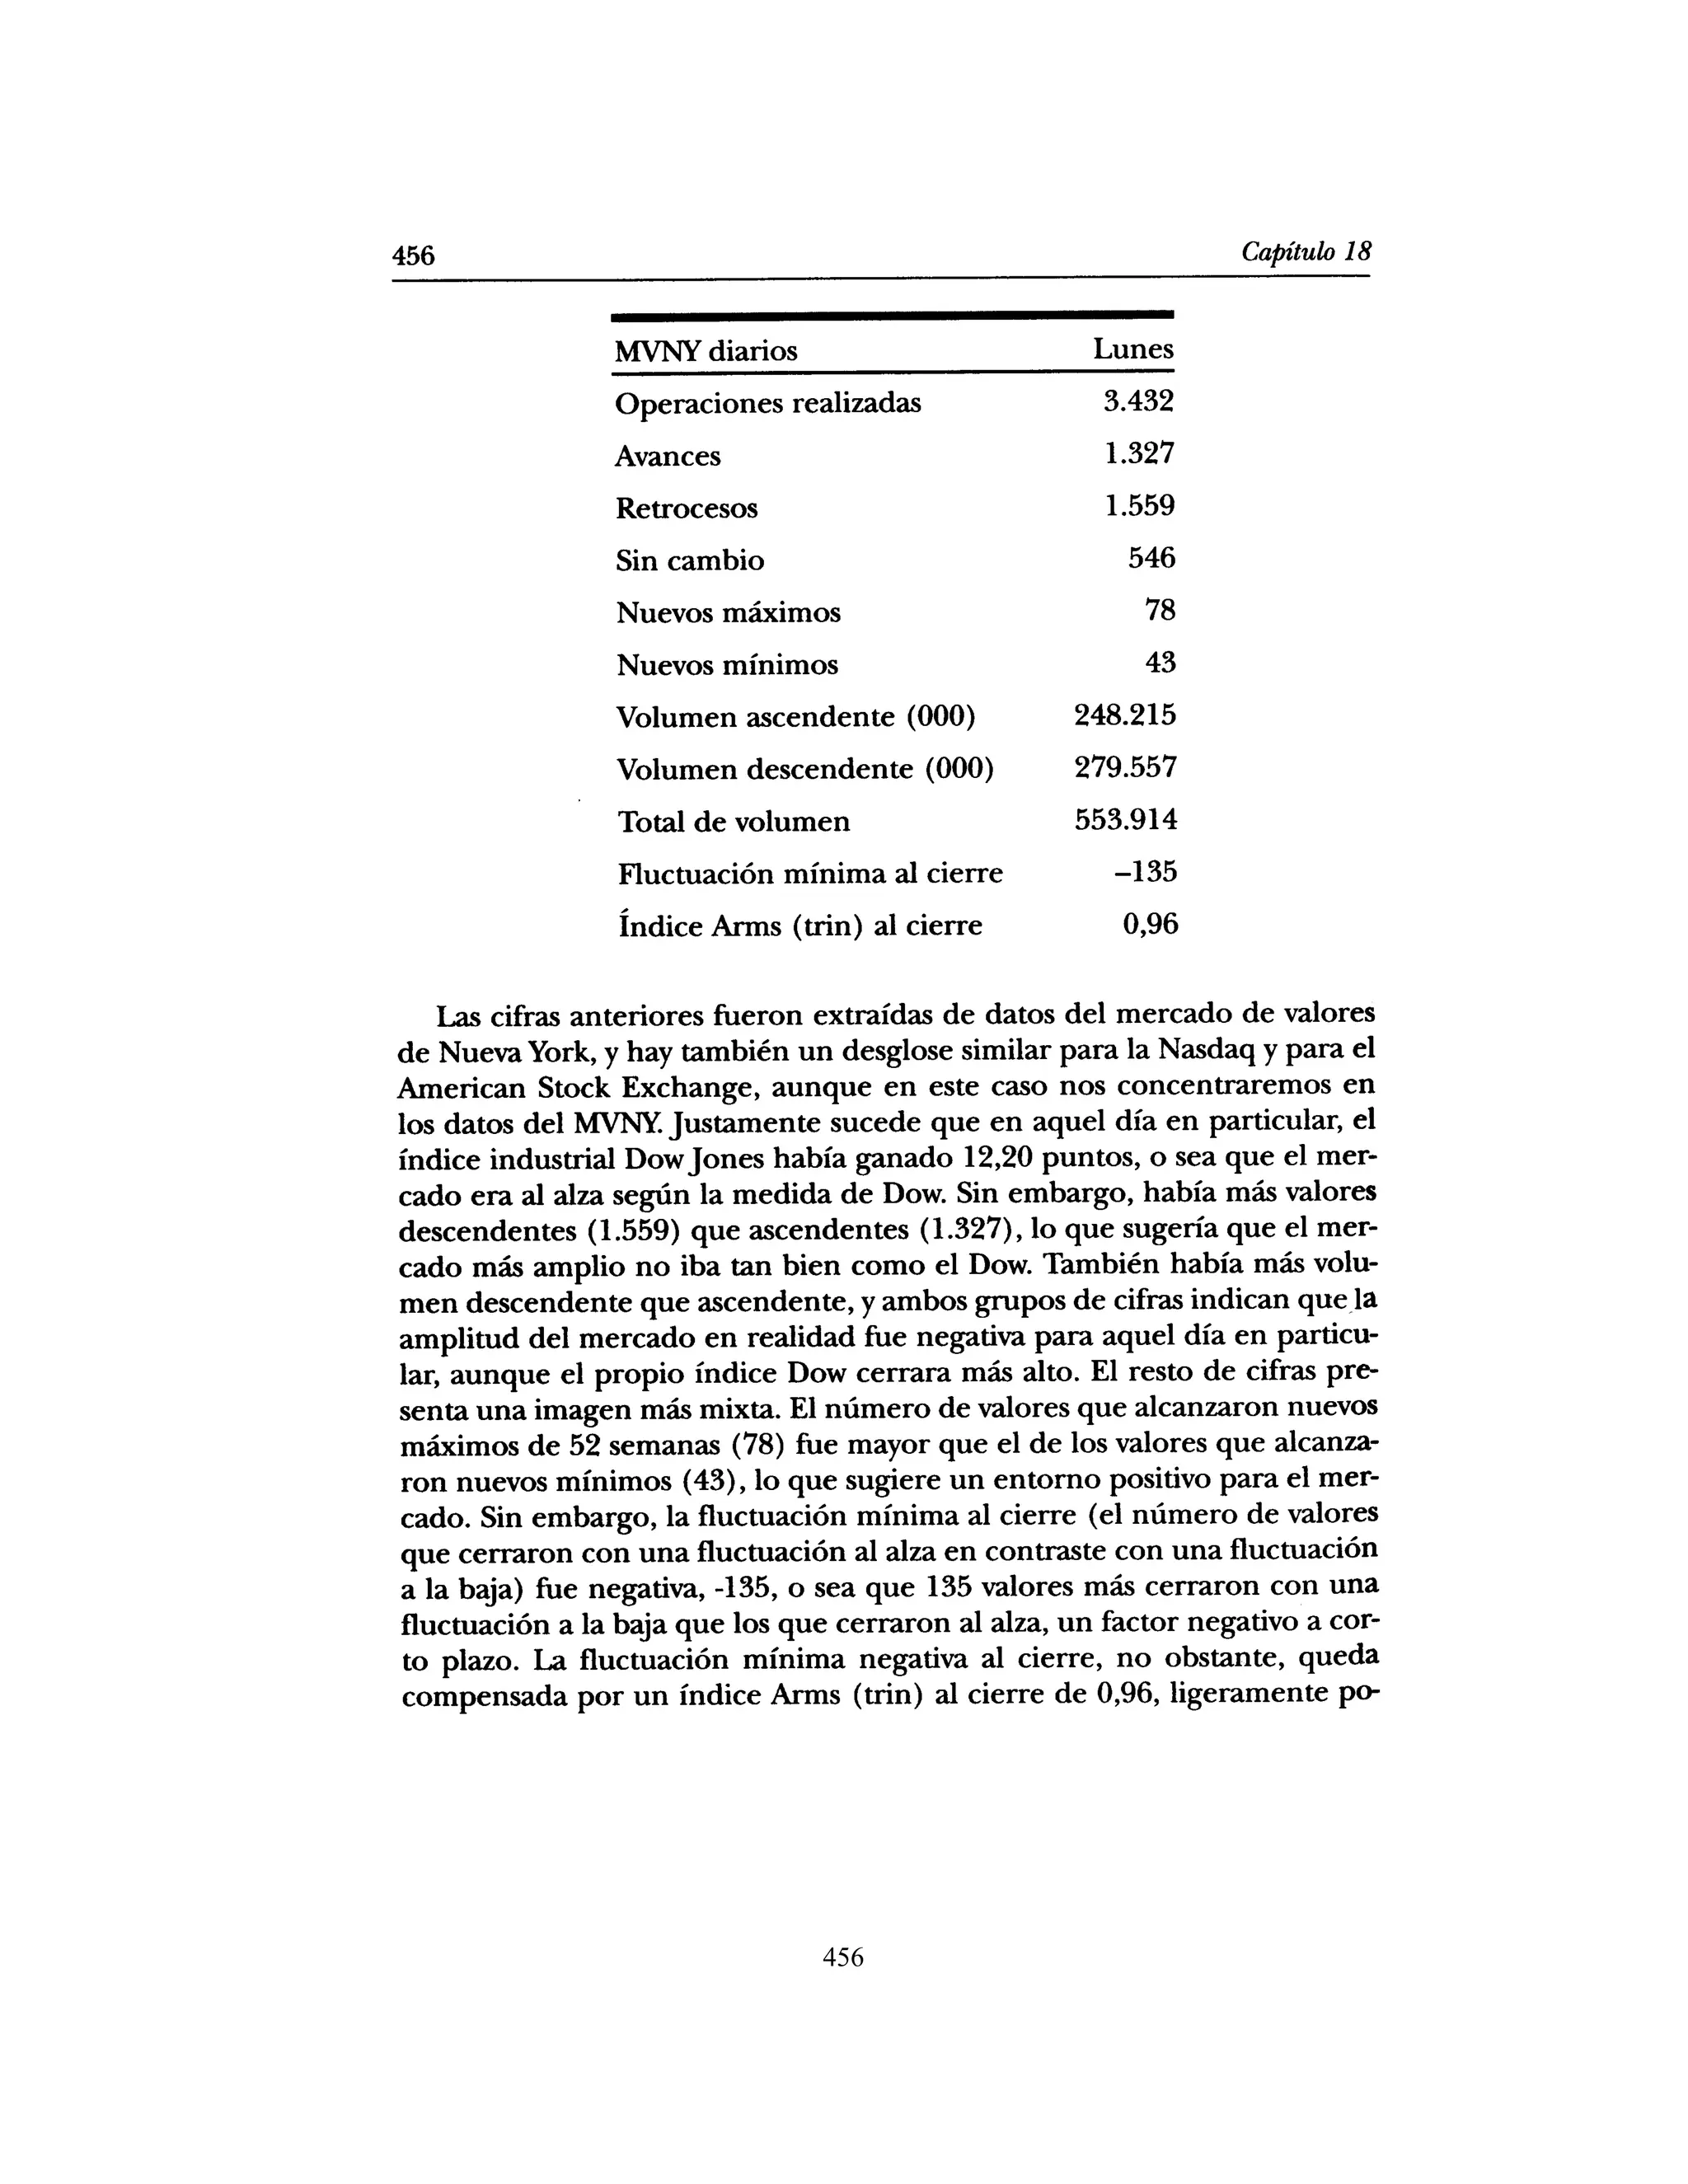 456 Capítulo 18
MVNY diarios Lunes
Operaciones realizadas 3.432
Avances 1.327
Retrocesos 1.559
Sin cambio 546
Nuevos máximos 78
Nuevos mínimos 43
Volumen ascendente (000) 248.215
Volumen descendente (000) 279.557
Total de volumen 553.914
Fluctuación mínima al cierre –135
Índice Arms (trin) al cierre 0,96
Las cifras anteriores fueron extraídas de datos del mercado de valores
de Nueva York, y hay también un desglose similar para la Nasdaq y para el
American Stock Exchange, aunque en este caso nos concentraremos en
los datos del MVNY. Justamente sucede que en aquel día en particular, el
índice industrial Dow Jones había ganado 12,20 puntos, o sea que el mer-
cado era al alza según la medida de Dow. Sin embargo, había más valores
descendentes (1.559) que ascendentes (1.327), lo que sugería que el mer-
cado más amplio no iba tan bien como el Dow. También había más volu-
men descendente que ascendente, y ambos grupos de cifras indican que la
amplitud del mercado en realidad fue negativa para aquel día en particu-
lar, aunque el propio índice Dow cerrara más alto. El resto de cifras pre-
senta una imagen más mixta. El número de valores que alcanzaron nuevos
máximos de 52 semanas (78) fue mayor que el de los valores que alcanza-
ron nuevos mínimos (43), lo que sugiere un entorno positivo para el mer-
cado. Sin embargo, la fluctuación mínima al cierre (el número de valores
que cerraron con una fluctuación al alza en contraste con una fluctuación
a la baja) fue negativa, -135, o sea que 135 valores más cerraron con una
fluctuación a la baja que los que cerraron al alza, un factor negativo a cor-
to plazo. La fluctuación mínima negativa al cierre, no obstante, queda
compensada por un índice Arms (trin) al cierre de 0,96, ligeramente po-
456